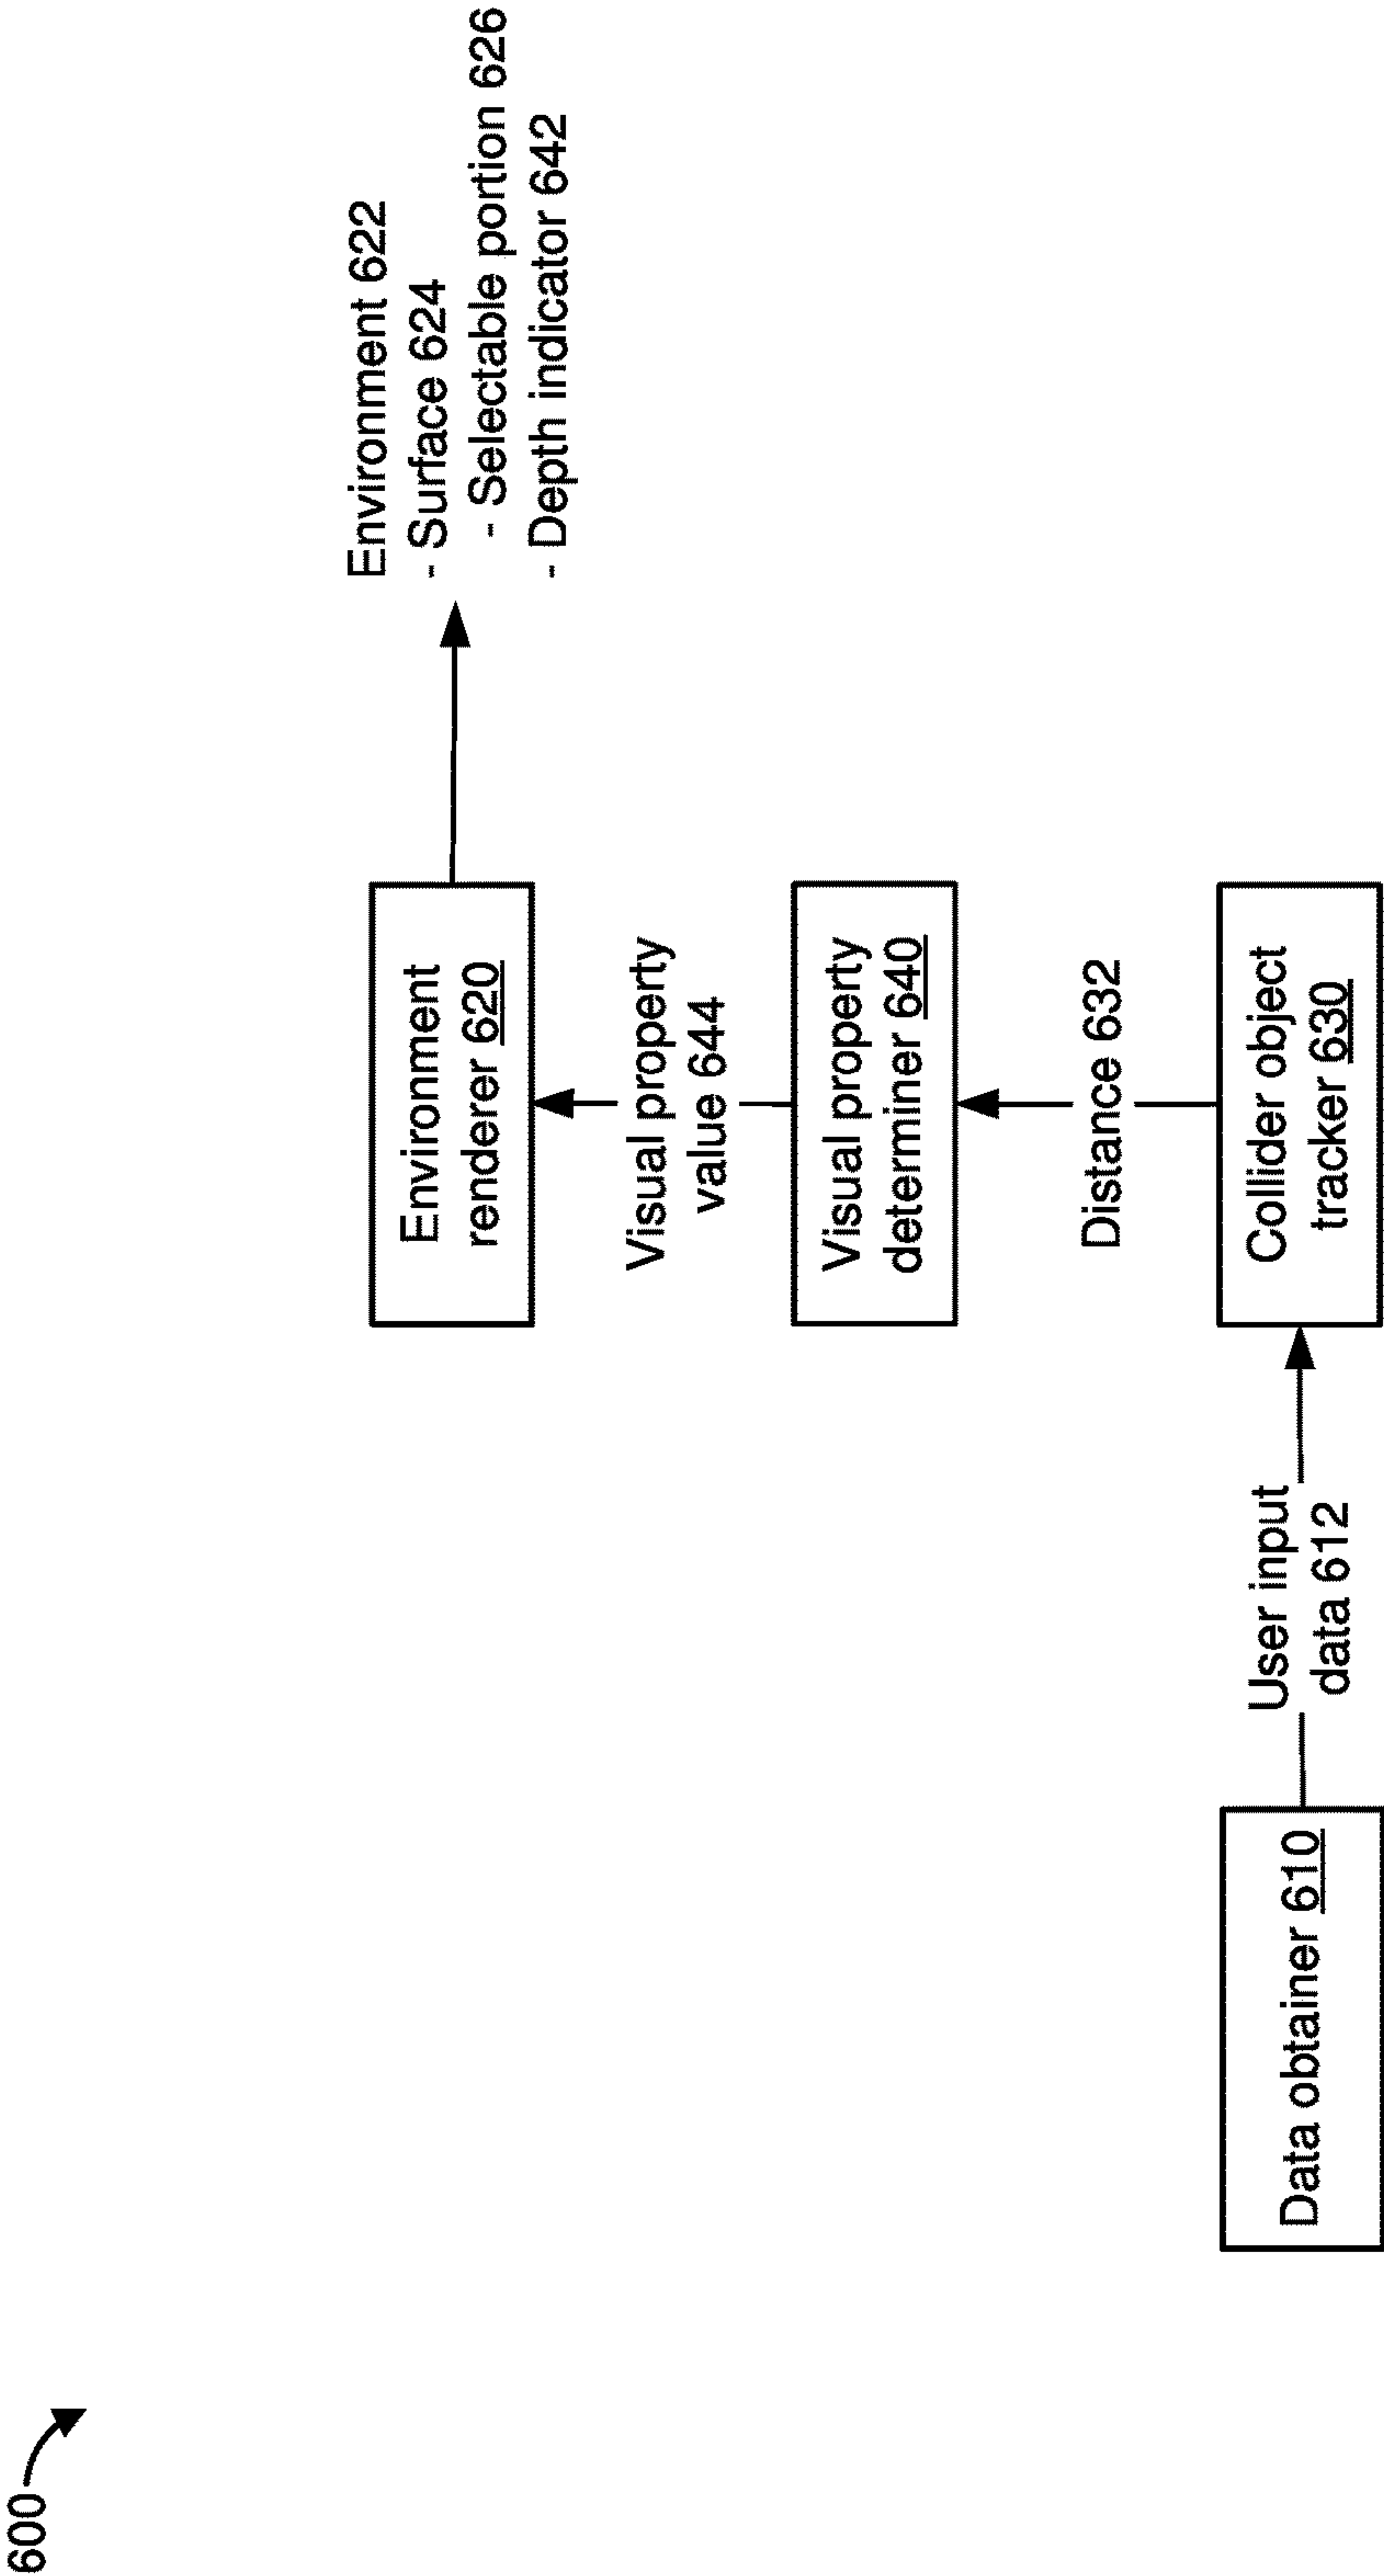 600
Environment 622
- Surface 624
- Selectable portion 626
- Depth indicator 642
Environment
renderer 620
Visual property
value 644
Visual property
determiner 640
Distance 632
Data obtainer 610
User input
data 612
Collider object
tracker 630